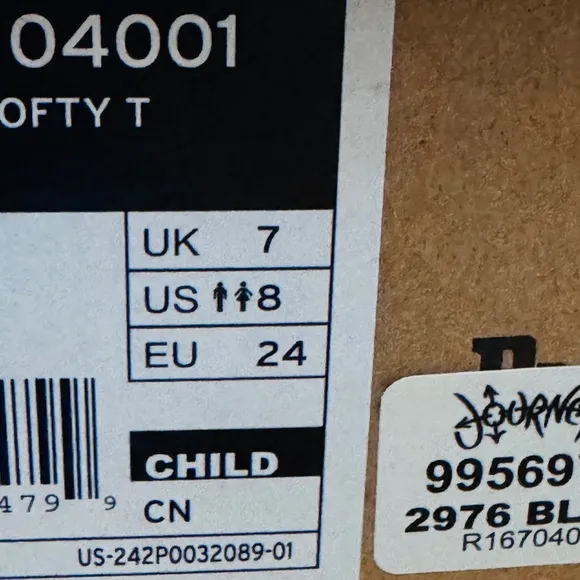 04001
OFTY T
UK 7
US 8
EU 24
479 9
CHILD
CN
US-242P0032089-01
JOURNE
99569
2976 BL
R167040